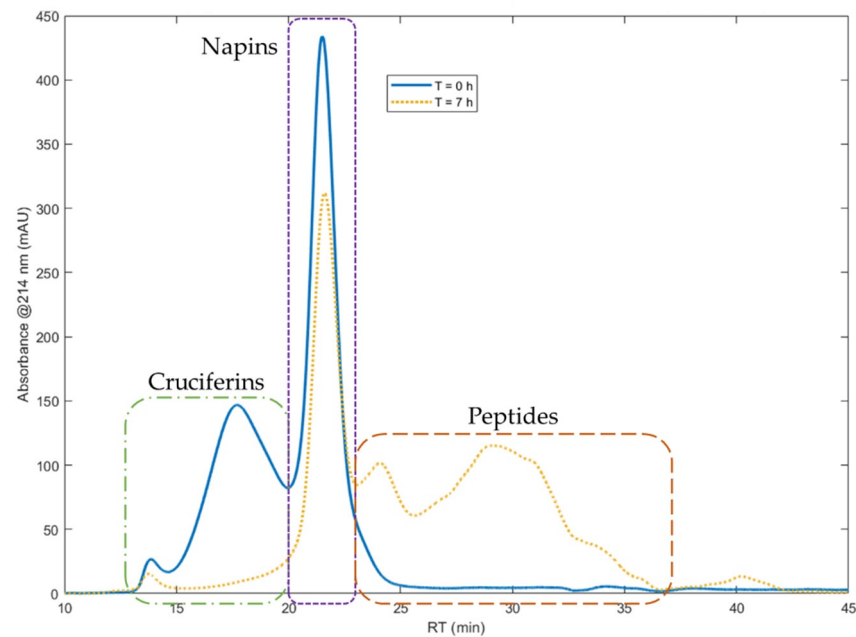 Napins
T = 0 h
T = 7 h
Cruciferins
Peptides
Absorbance @214 nm (mAU)
450
400
350
300
250
200
150
100
50
0
10
15
20
25
30
35
40
45
RT (min)